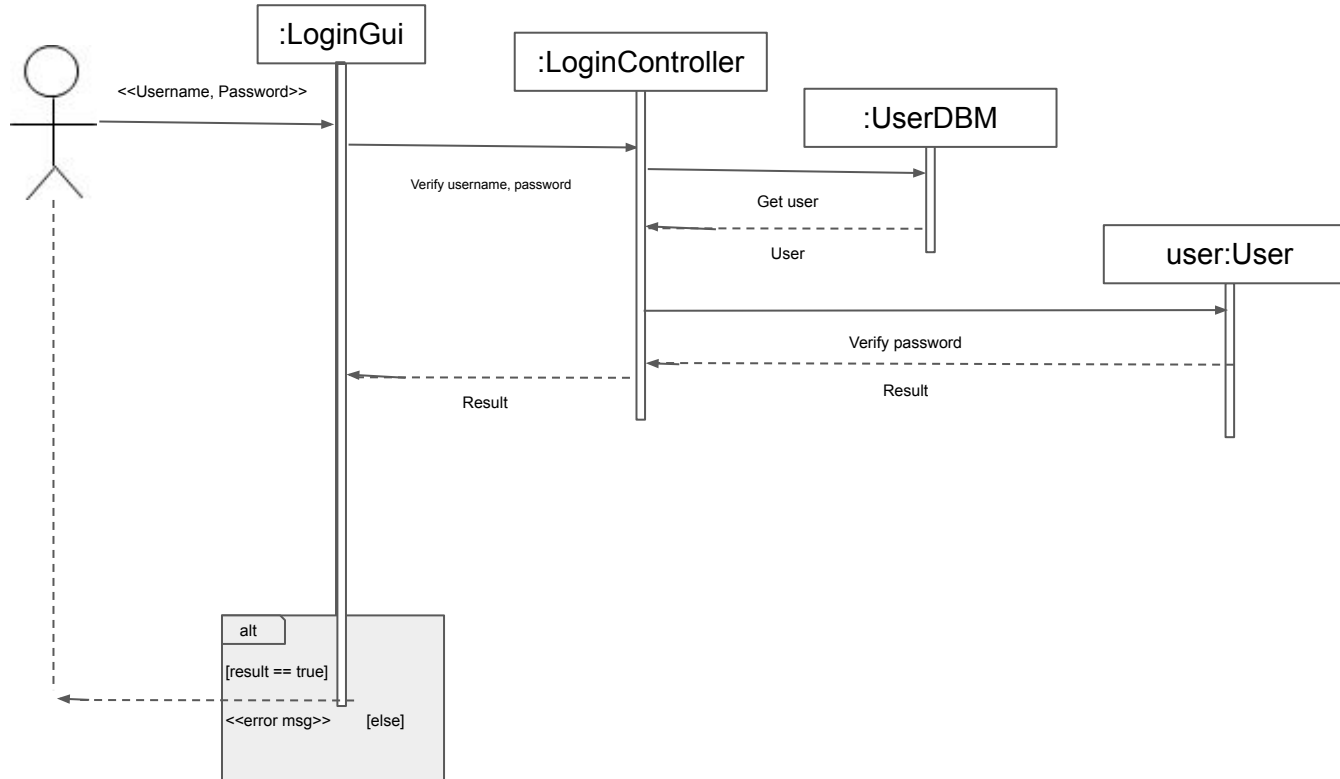 :LoginGui
:LoginController
<<Username, Password>>
:UserDBM
Verify username, password
Get user
User
user:User
Verify password
Result
Result
alt
[result == true]
<<error msg>> [else]